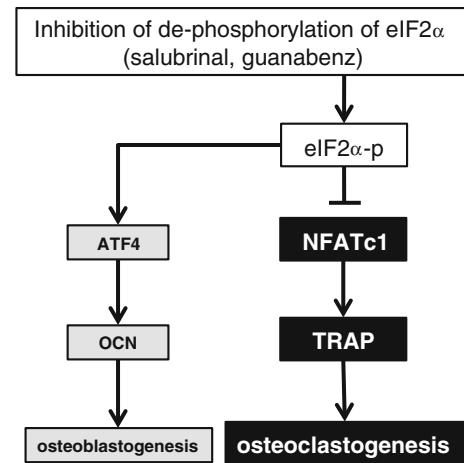 Inhibition of de-phosphorylation of eIF2α
(salubrinal, guanabenz)
eIF2α-p
ATF4
NFATc1
OCN
TRAP
osteoblastogenesis
osteoclastogenesis